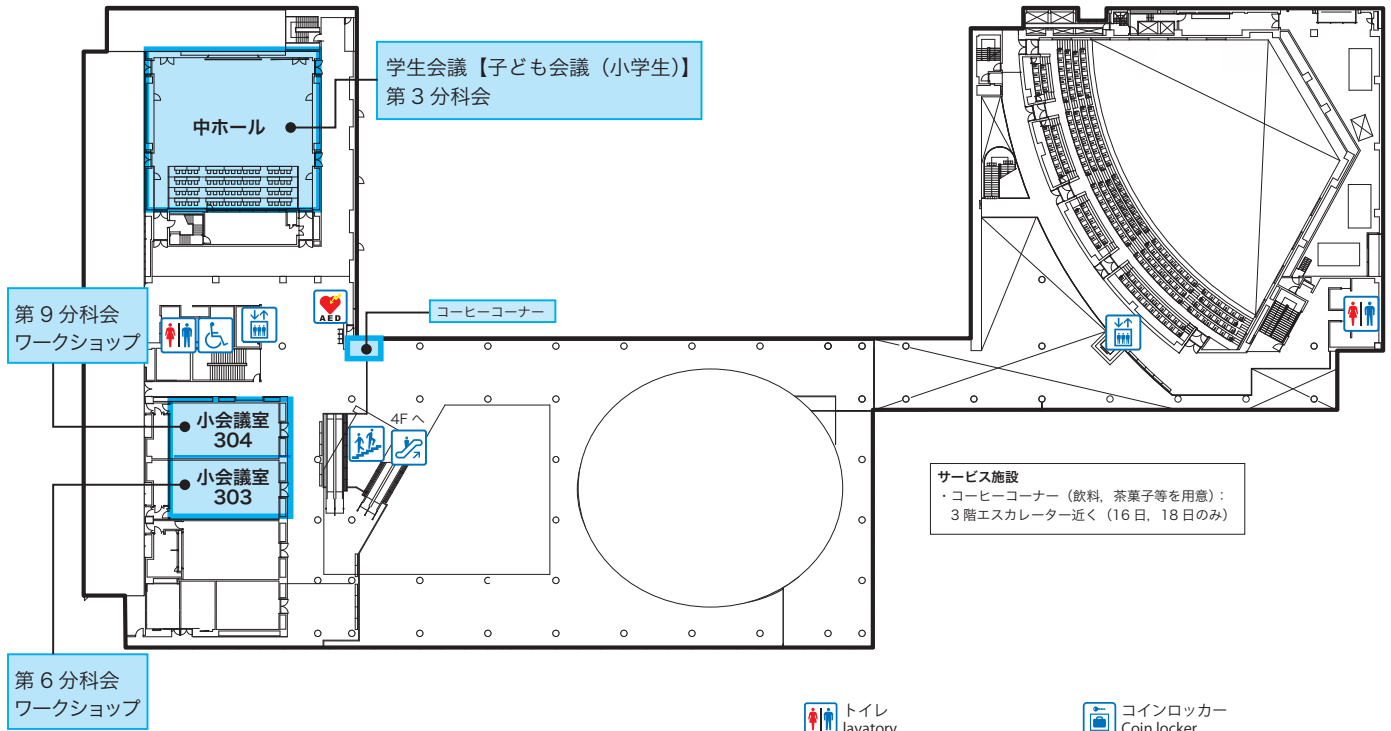 学生会議【子ども会議（小学生）】
第３分科会
中ホール
第９分科会
ワークショップ
AED
コーヒーコーナー
小会議室
304
4F へ
小会議室
303
サービス施設
・コーヒーコーナー（飲料，茶菓子等を用意）：
３階エスカレーター近く（16 日，18 日のみ）
第６分科会
ワークショップ
トイレ
lavatory
コインロッカー
Coin locker